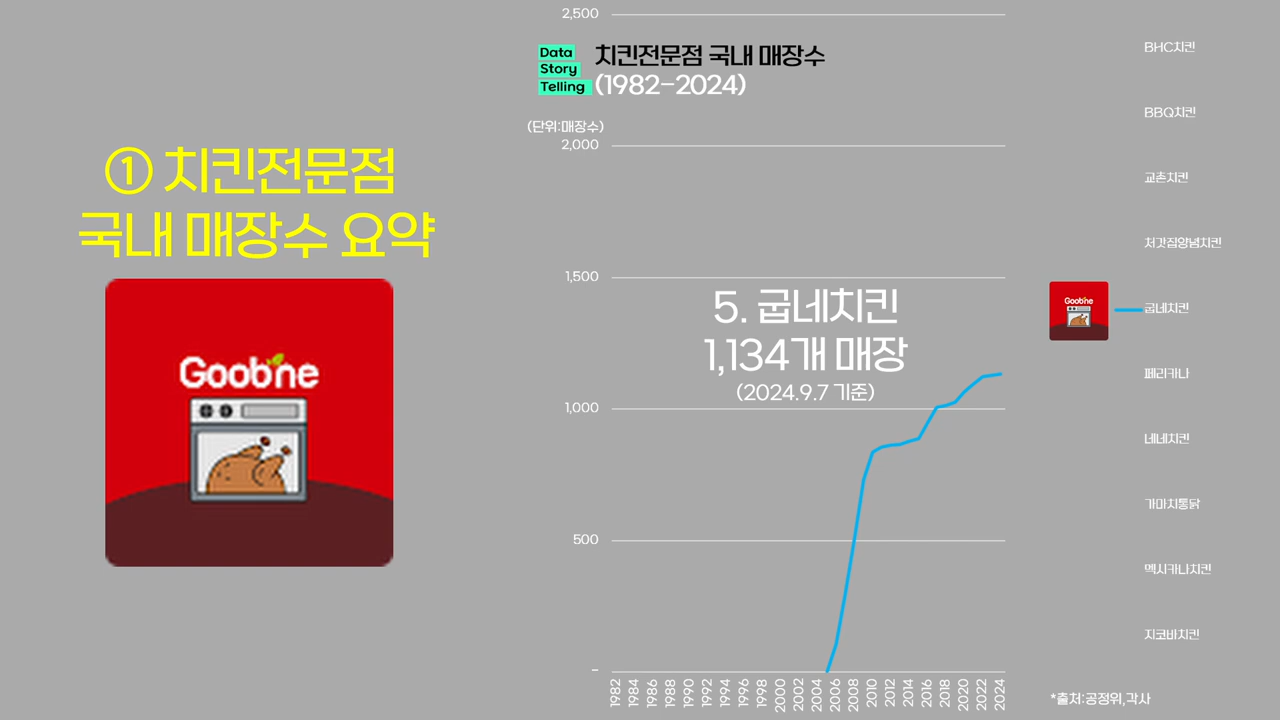 ① 치킨전문점
국내 매장수 요약
Goobne
Data
Story
Telling
치킨전문점 국내 매장수
(1982-2024)
(단위:매장수)
2,500
2,000
1,500
1,000
500
-
5. 굽네치킨
1,134개 매장
(2024.9.7 기준)
1982
1984
1986
1988
1990
1992
1994
1996
1998
2000
2002
2004
2006
2008
2010
2012
2014
2016
2018
2020
2022
2024
BHC치킨
BBQ치킨
교촌치킨
처갓집양념치킨
Goobne
굽네치킨
페리카나
네네치킨
가마치통닭
멕시카나치킨
지코바치킨
*출처:공정위,각사